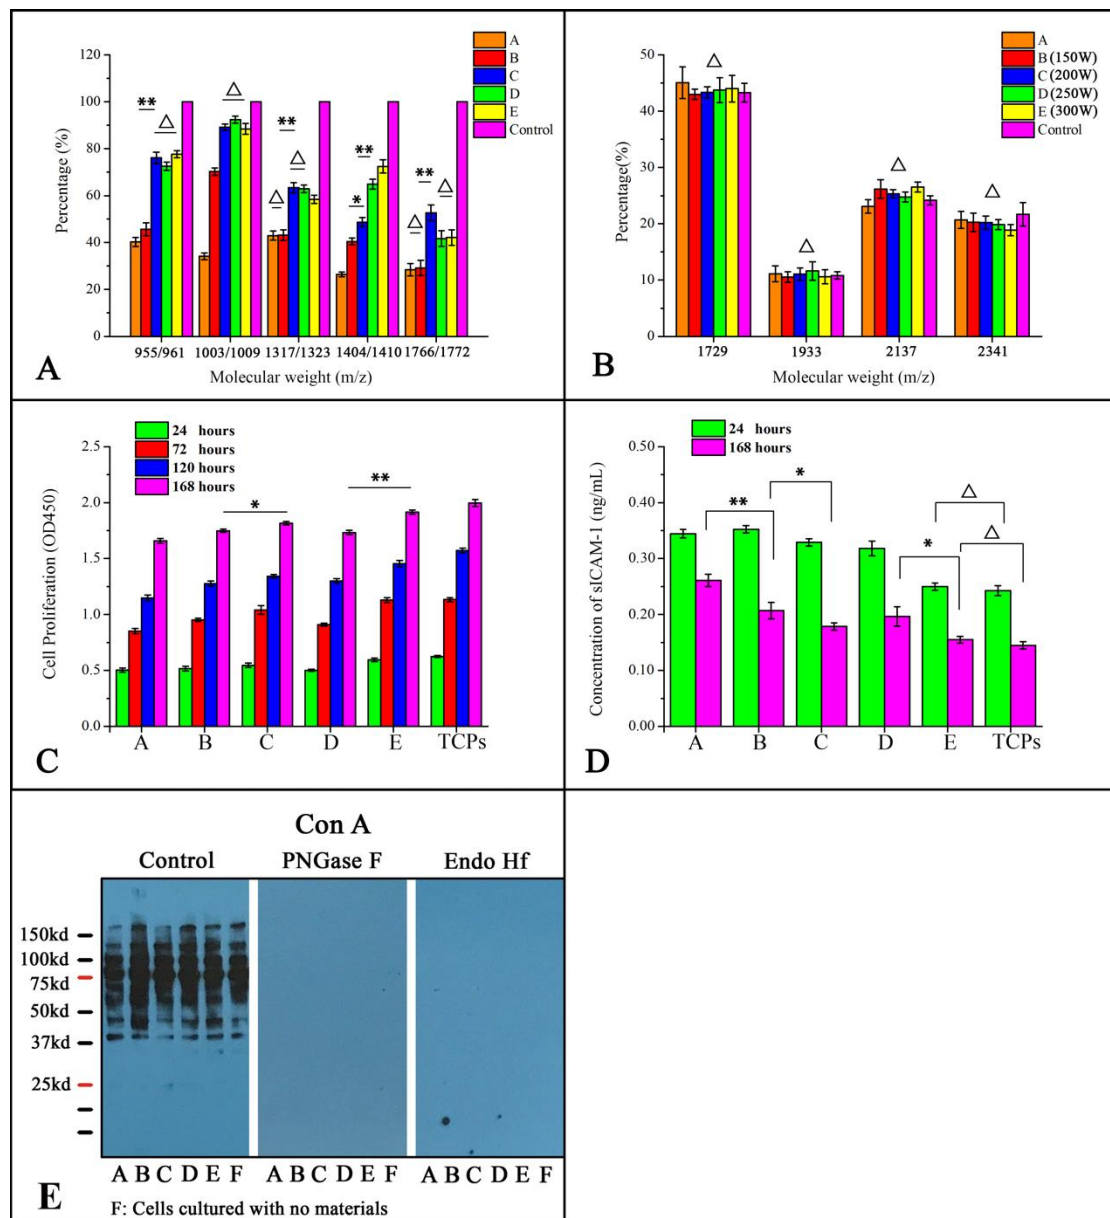 120
100
80
60
40
20
0
Percentage (%)
**
△
△
**
△
△
*
**
△
**
△
A
B
C
D
E
Control
955/961 1003/1009 1317/1323 1404/1410 1766/1772
Molecular weight (m/z)
A
50
40
30
20
10
0
Percentage(%)
△
△
△
△
A
B (150W)
C (200W)
D (250W)
E (300W)
Control
1729 1933 2137 2341
Molecular weight (m/z)
B
24 hours
72 hours
120 hours
168 hours
2.5
2.0
1.5
1.0
0.5
0.0
Cell Proliferation (OD450)
*
**
A B C D E TCPs
C
24 hours
168 hours
0.50
0.40
0.30
0.20
0.10
0.00
Concentration of sICAM-1 (ng/mL)
**
*
*
△
△
A B C D E TCPs
D
Con A
Control PNGase F Endo Hf
150kd
100kd
75kd
50kd
37kd
25kd
A B C D E F A B C D E F A B C D E F
F: Cells cultured with no materials
E